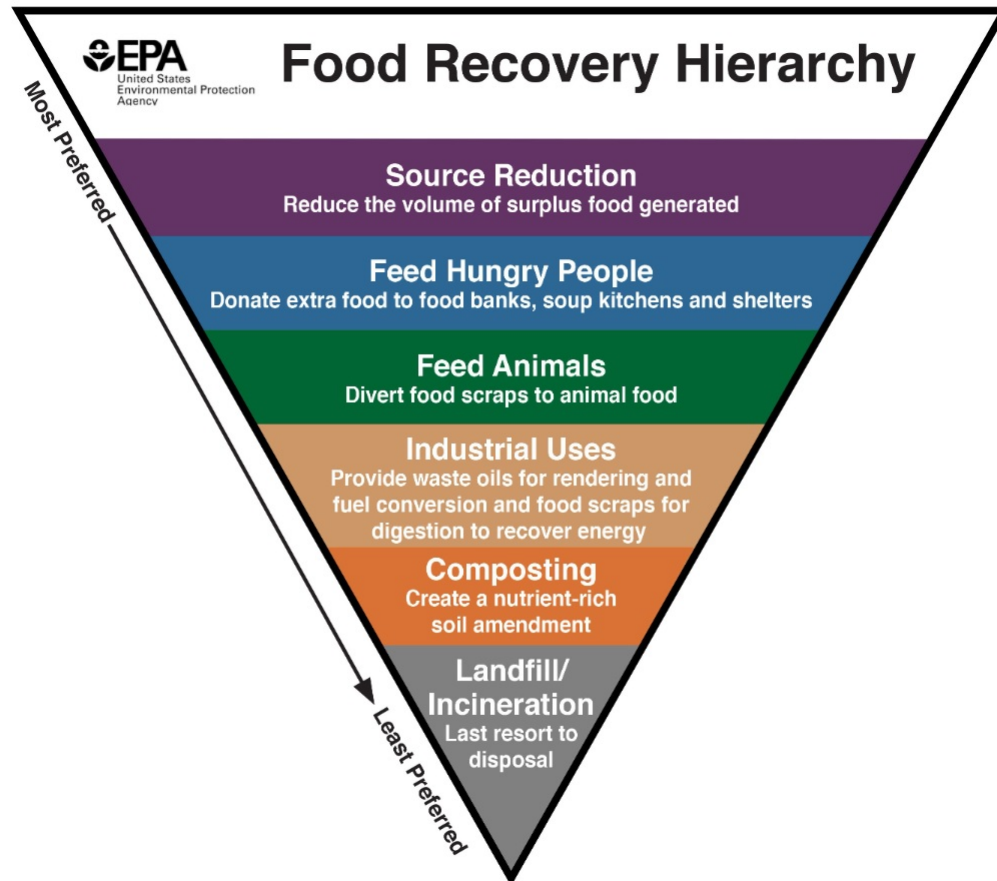 EPA
United States
Environmental Protection
Agency
Food Recovery Hierarchy
Most Preferred
Source Reduction
Reduce the volume of surplus food generated
Feed Hungry People
Donate extra food to food banks, soup kitchens and shelters
Feed Animals
Divert food scraps to animal food
Industrial Uses
Provide waste oils for rendering and
fuel conversion and food scraps for
digestion to recover energy
Composting
Create a nutrient-rich
soil amendment
Landfill/
Incineration
Last resort to
disposal
Least Preferred